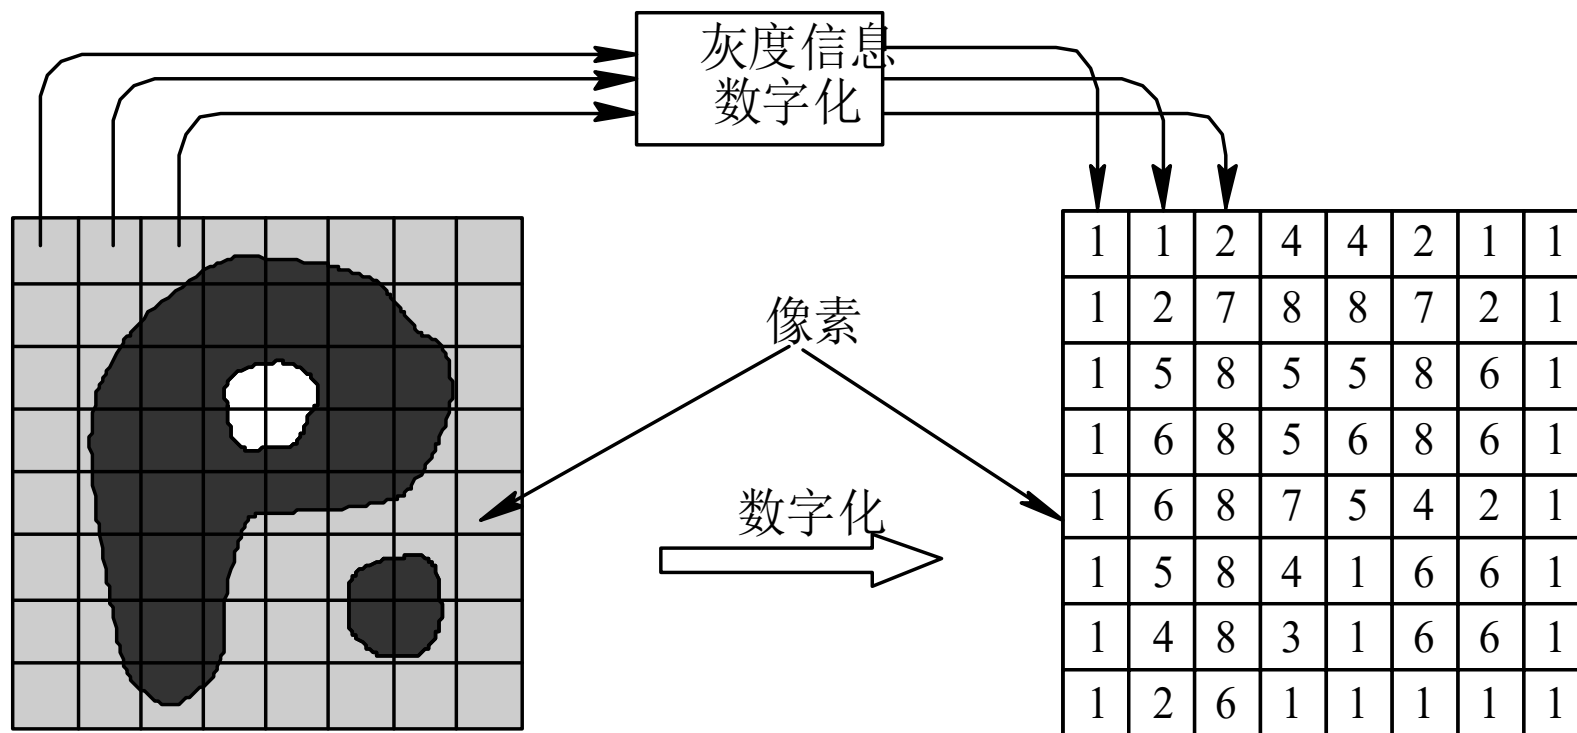 灰度信息
数字化
像素
数字化
1 1 2 4 4 2 1 1
1 2 7 8 8 7 2 1
1 5 8 5 5 8 6 1
1 6 8 5 6 8 6 1
1 6 8 7 5 4 2 1
1 5 8 4 1 6 6 1
1 4 8 3 1 6 6 1
1 2 6 1 1 1 1 1